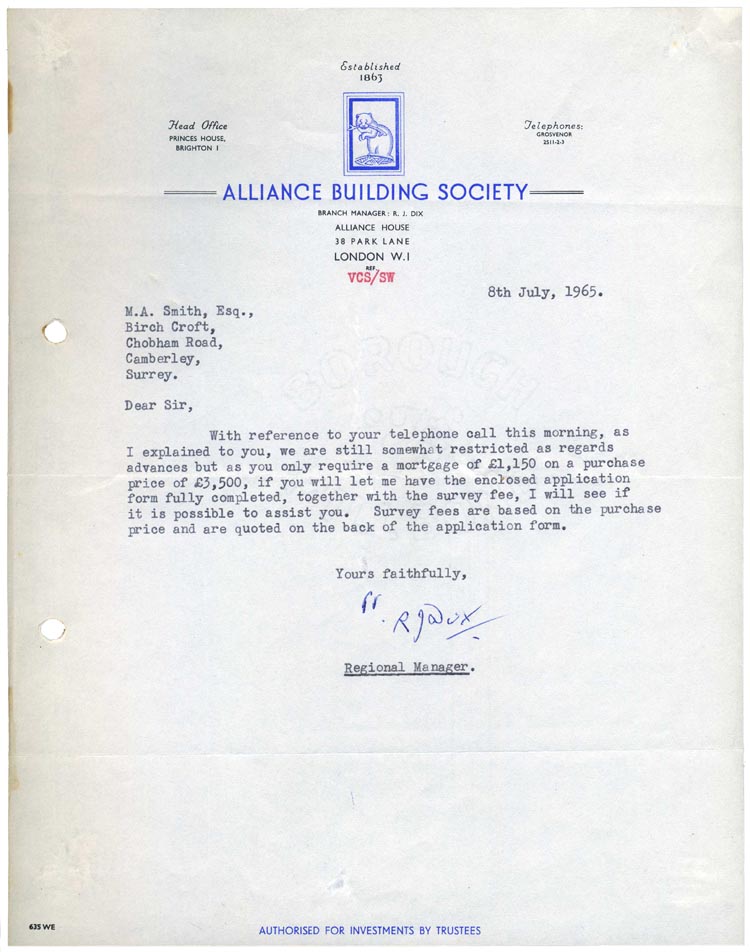 Established
1863
Head Office
PRINCES HOUSE,
BRIGHTON 1
Telephones:
GROSVENOR
2511-2-3
ALLIANCE BUILDING SOCIETY
BRANCH MANAGER: R. J. DIX
ALLIANCE HOUSE
38 PARK LANE
LONDON W.1
REF.
VCS/SW
8th July, 1965.
M.A. Smith, Esq.,
Birch Croft,
Chobham Road,
Camberley,
Surrey.
Dear Sir,
With reference to your telephone call this morning, as
I explained to you, we are still somewhat restricted as regards
advances but as you only require a mortgage of £1,150 on a purchase
price of £3,500, if you will let me have the enclosed application
form fully completed, together with the survey fee, I will see if
it is possible to assist you. Survey fees are based on the purchase
price and are quoted on the back of the application form.
Yours faithfully,
R J Dix
Regional Manager.
635 WE
AUTHORISED FOR INVESTMENTS BY TRUSTEES